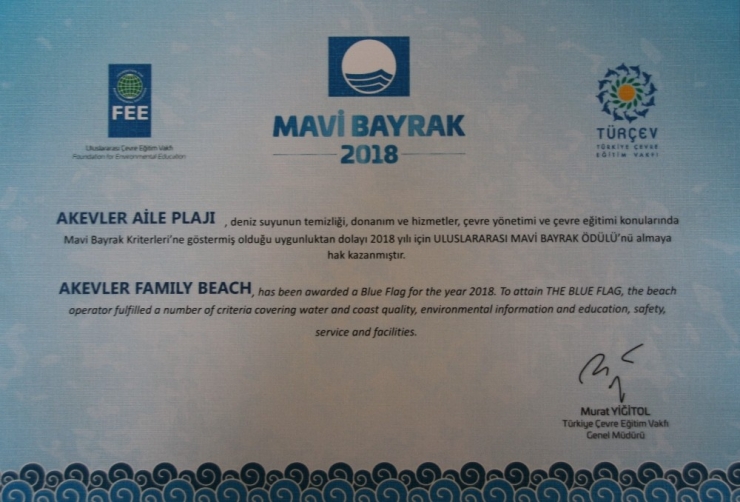 FEE
Uluslararası Çevre Eğitim Vakfı
Foundation for Environmental Education
MAVİ BAYRAK
2018
TÜRÇEV
TÜRKİYE ÇEVRE
EĞİTİM VAKFI
AKEVLER AİLE PLAJI , deniz suyunun temizliği, donanım ve hizmetler, çevre yönetimi ve çevre eğitimi konularında
Mavi Bayrak Kriterleri'ne göstermiş olduğu uygunluktan dolayı 2018 yılı için ULUSLARARASI MAVİ BAYRAK ÖDÜLÜ'nü almaya
hak kazanmıştır.
AKEVLER FAMILY BEACH, has been awarded a Blue Flag for the year 2018. To attain THE BLUE FLAG, the beach
operator fulfilled a number of criteria covering water and coast quality, environmental information and education, safety,
service and facilities.
Murat YİĞİTOL
Türkiye Çevre Eğitim Vakfı
Genel Müdürü